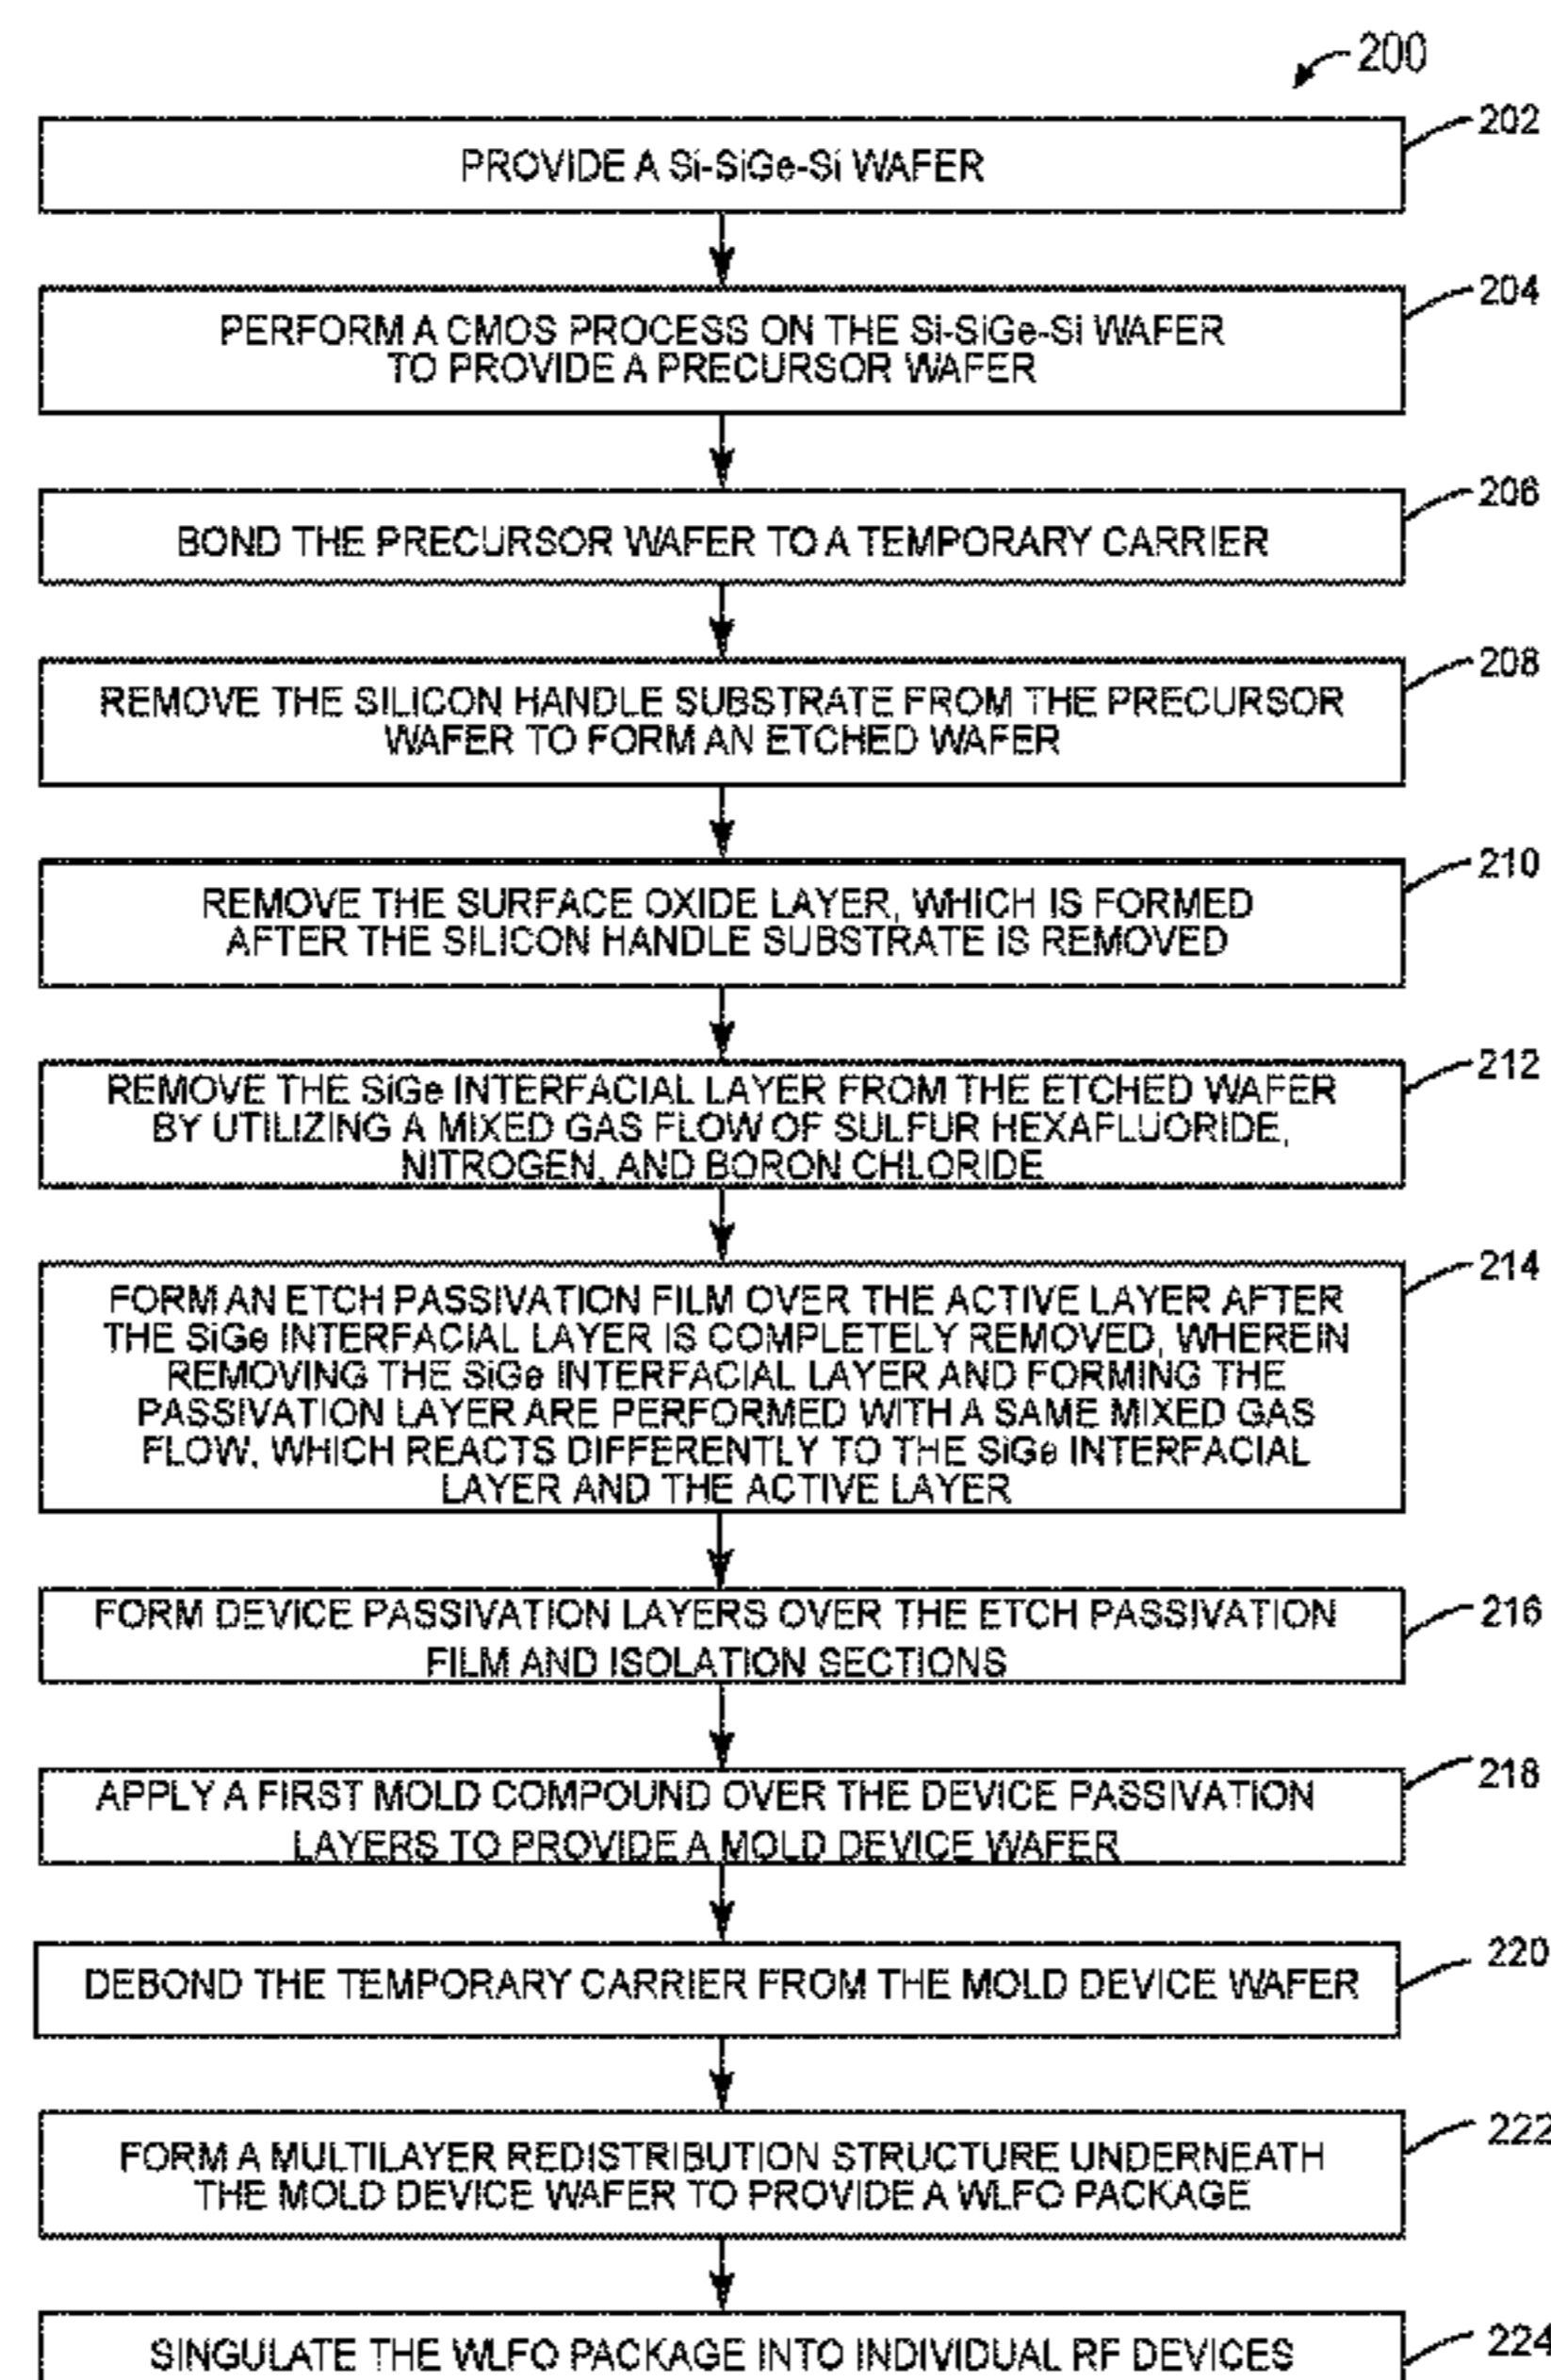 200
202
PROVIDE A Si-SiGe-Si WAFER
204
PERFORM A CMOS PROCESS ON THE Si-SiGe-Si WAFER
TO PROVIDE A PRECURSOR WAFER
206
BOND THE PRECURSOR WAFER TO A TEMPORARY CARRIER
208
REMOVE THE SILICON HANDLE SUBSTRATE FROM THE PRECURSOR
WAFER TO FORM AN ETCHED WAFER
210
REMOVE THE SURFACE OXIDE LAYER, WHICH IS FORMED
AFTER THE SILICON HANDLE SUBSTRATE IS REMOVED
212
REMOVE THE SiGe INTERFACIAL LAYER FROM THE ETCHED WAFER
BY UTILIZING A MIXED GAS FLOW OF SULFUR HEXAFLUORIDE,
NITROGEN, AND BORON CHLORIDE
214
FORM AN ETCH PASSIVATION FILM OVER THE ACTIVE LAYER AFTER
THE SiGe INTERFACIAL LAYER IS COMPLETELY REMOVED, WHEREIN
REMOVING THE SiGe INTERFACIAL LAYER AND FORMING THE
PASSIVATION LAYER ARE PERFORMED WITH A SAME MIXED GAS
FLOW, WHICH REACTS DIFFERENTLY TO THE SiGe INTERFACIAL
LAYER AND THE ACTIVE LAYER
216
FORM DEVICE PASSIVATION LAYERS OVER THE ETCH PASSIVATION
FILM AND ISOLATION SECTIONS
218
APPLY A FIRST MOLD COMPOUND OVER THE DEVICE PASSIVATION
LAYERS TO PROVIDE A MOLD DEVICE WAFER
220
DEBOND THE TEMPORARY CARRIER FROM THE MOLD DEVICE WAFER
222
FORM A MULTILAYER REDISTRIBUTION STRUCTURE UNDERNEATH
THE MOLD DEVICE WAFER TO PROVIDE A WLFO PACKAGE
224
SINGULATE THE WLFO PACKAGE INTO INDIVIDUAL RF DEVICES